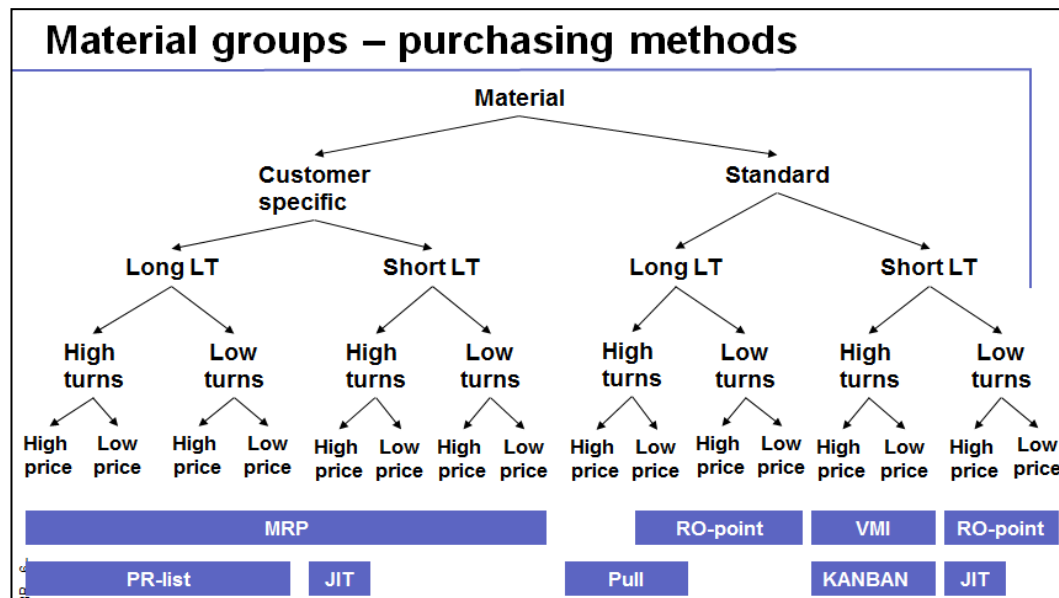 Material groups – purchasing methods
Material
Customer
specific
Standard
Long LT
Short LT
Long LT
Short LT
High
turns
Low
turns
High
turns
Low
turns
High
turns
Low
turns
High
turns
Low
turns
High
price
Low
price
High
price
Low
price
High
price
Low
price
High
price
Low
price
High
price
Low
price
High
price
Low
price
High
price
Low
price
High
price
Low
price
MRP
RO-point
VMI
RO-point
PR-list
JIT
Pull
KANBAN
JIT